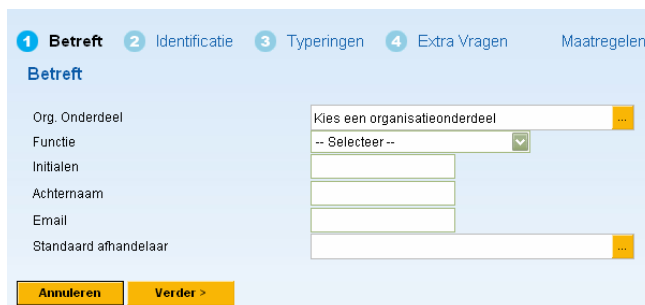 1 Betreft 2 Identificatie 3 Typeringen 4 Extra Vragen Maatregelen
Betreft
Org. Onderdeel Kies een organisatieonderdeel ...
Functie -- Selecteer --
Initialen
Achternaam
Email
Standaard afhandelaar ...
Annuleren Verder >